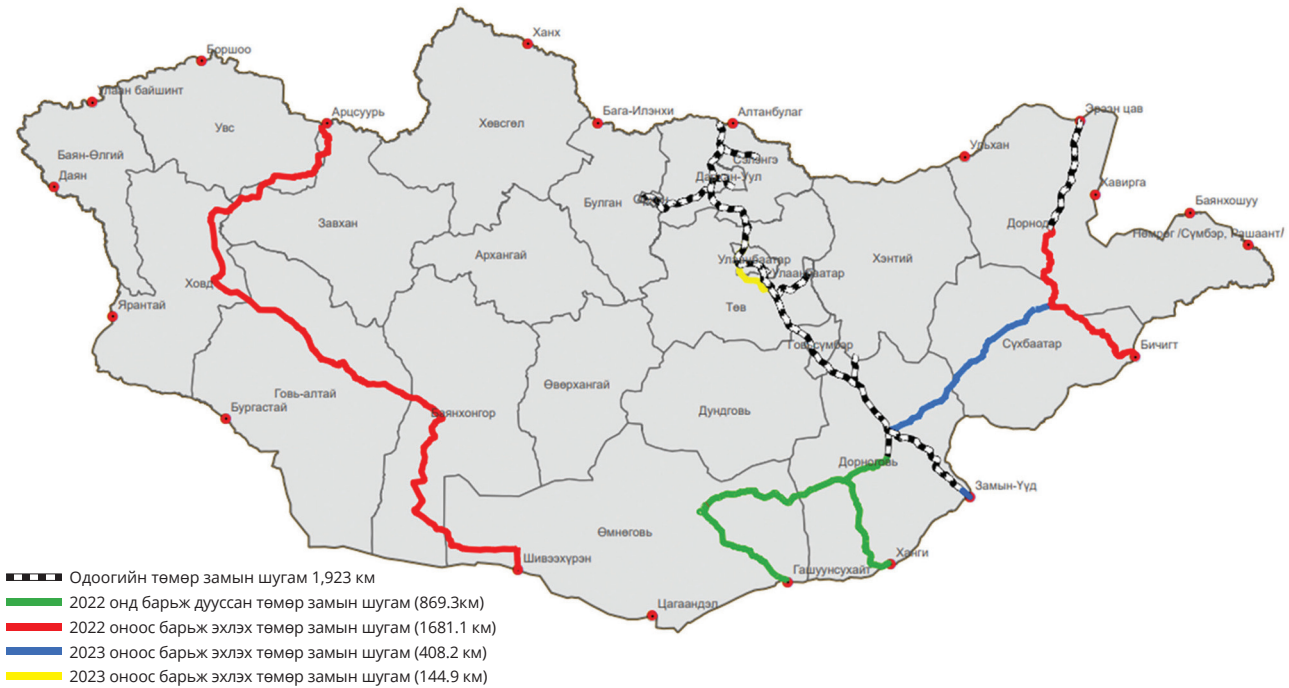 Ханх
Боршоо
Улаан байшинт
Арцсуурь
Бага-Илэнхи
Алтанбулаг
Эрээн цав
Увс
Хөвсгөл
Сэлэнгэ
Ульхан
Баян-Өлгий
Даян
Дархан-Уул
Хавирга
Булган
Баянхошуу
Завхан
Дорнод
Нөмрөг /Сүмбэр, Рашаант/
Архангай
Улаанбаатар
Хэнтий
Улаанбаатар
Ховд
Ярантай
Төв
Говьсүмбэр
Сүхбаатар
Бичигт
Говь-алтай
Өвөрхангай
Бургастай
Баянхонгор
Дундговь
Дорноговь
Замын-Үүд
Өмнөговь
Шивээхүрэн
Гашуунсухайт
Ханги
Цагаандэл
Одоогийн төмөр замын шугам 1,923 км
2022 онд барьж дууссан төмөр замын шугам (869.3км)
2022 оноос барьж эхлэх төмөр замын шугам (1681.1 км)
2023 оноос барьж эхлэх төмөр замын шугам (408.2 км)
2023 оноос барьж эхлэх төмөр замын шугам (144.9 км)